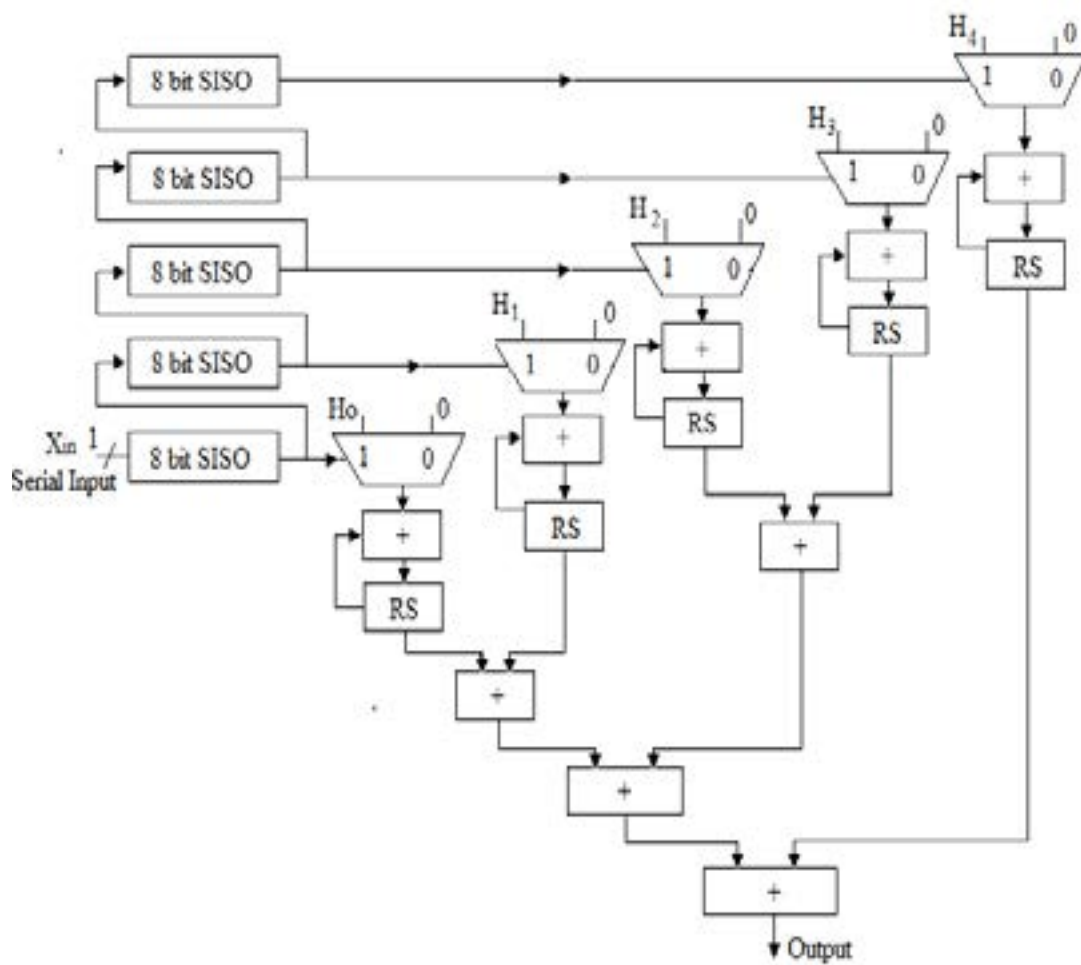 H4 0
8 bit SISO
1 0
H3 0
8 bit SISO
1 0
+
H2 0
8 bit SISO
1 0
+
RS
H1 0
8 bit SISO
1 0
+
RS
Ho 0
Xin 1
8 bit SISO
1 0
+
RS
Serial Input
+
RS
+
RS
+
+
+
Output